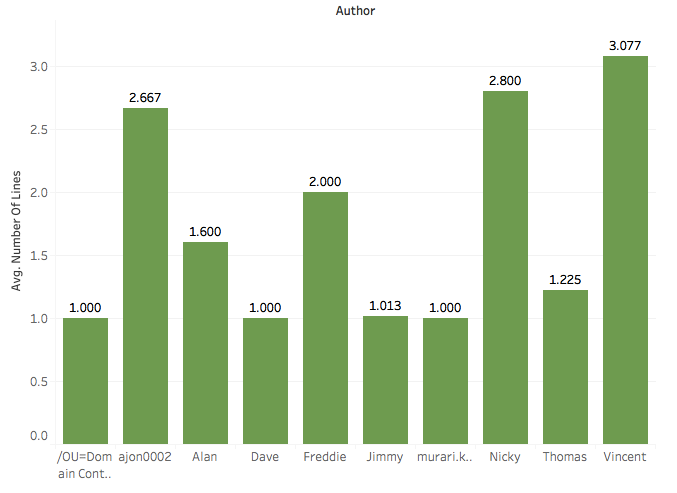 Author
Avg. Number Of Lines
3.0
2.5
2.0
1.5
1.0
0.5
0.0
1.000
2.667
1.600
1.000
2.000
1.013
1.000
2.800
1.225
3.077
/OU=Dom
ain Cont..
ajon0002
Alan
Dave
Freddie
Jimmy
murari.k..
Nicky
Thomas
Vincent